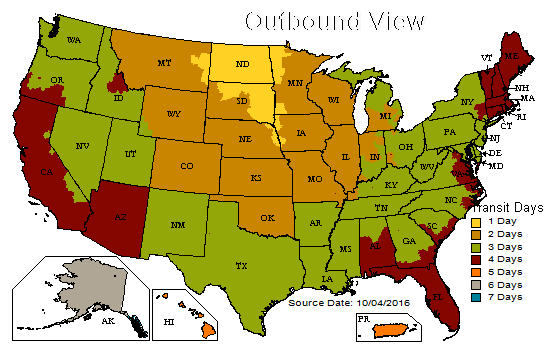 Outbound View
WA
MT
ND
MN
VT
ME
OR
ID
SD
WI
MI
NY
NH
MA
WY
RI
CT
NE
IA
PA
NJ
NV
UT
IL
IN
OH
DE
MD
CA
CO
KS
MO
WV
VA
KY
AZ
NM
OK
AR
TN
NC
Transit Days
TX
LA
MS
AL
GA
SC
FL
1 Day
2 Days
3 Days
4 Days
5 Days
6 Days
7 Days
Source Date: 10/04/2016
AK
HI
PR